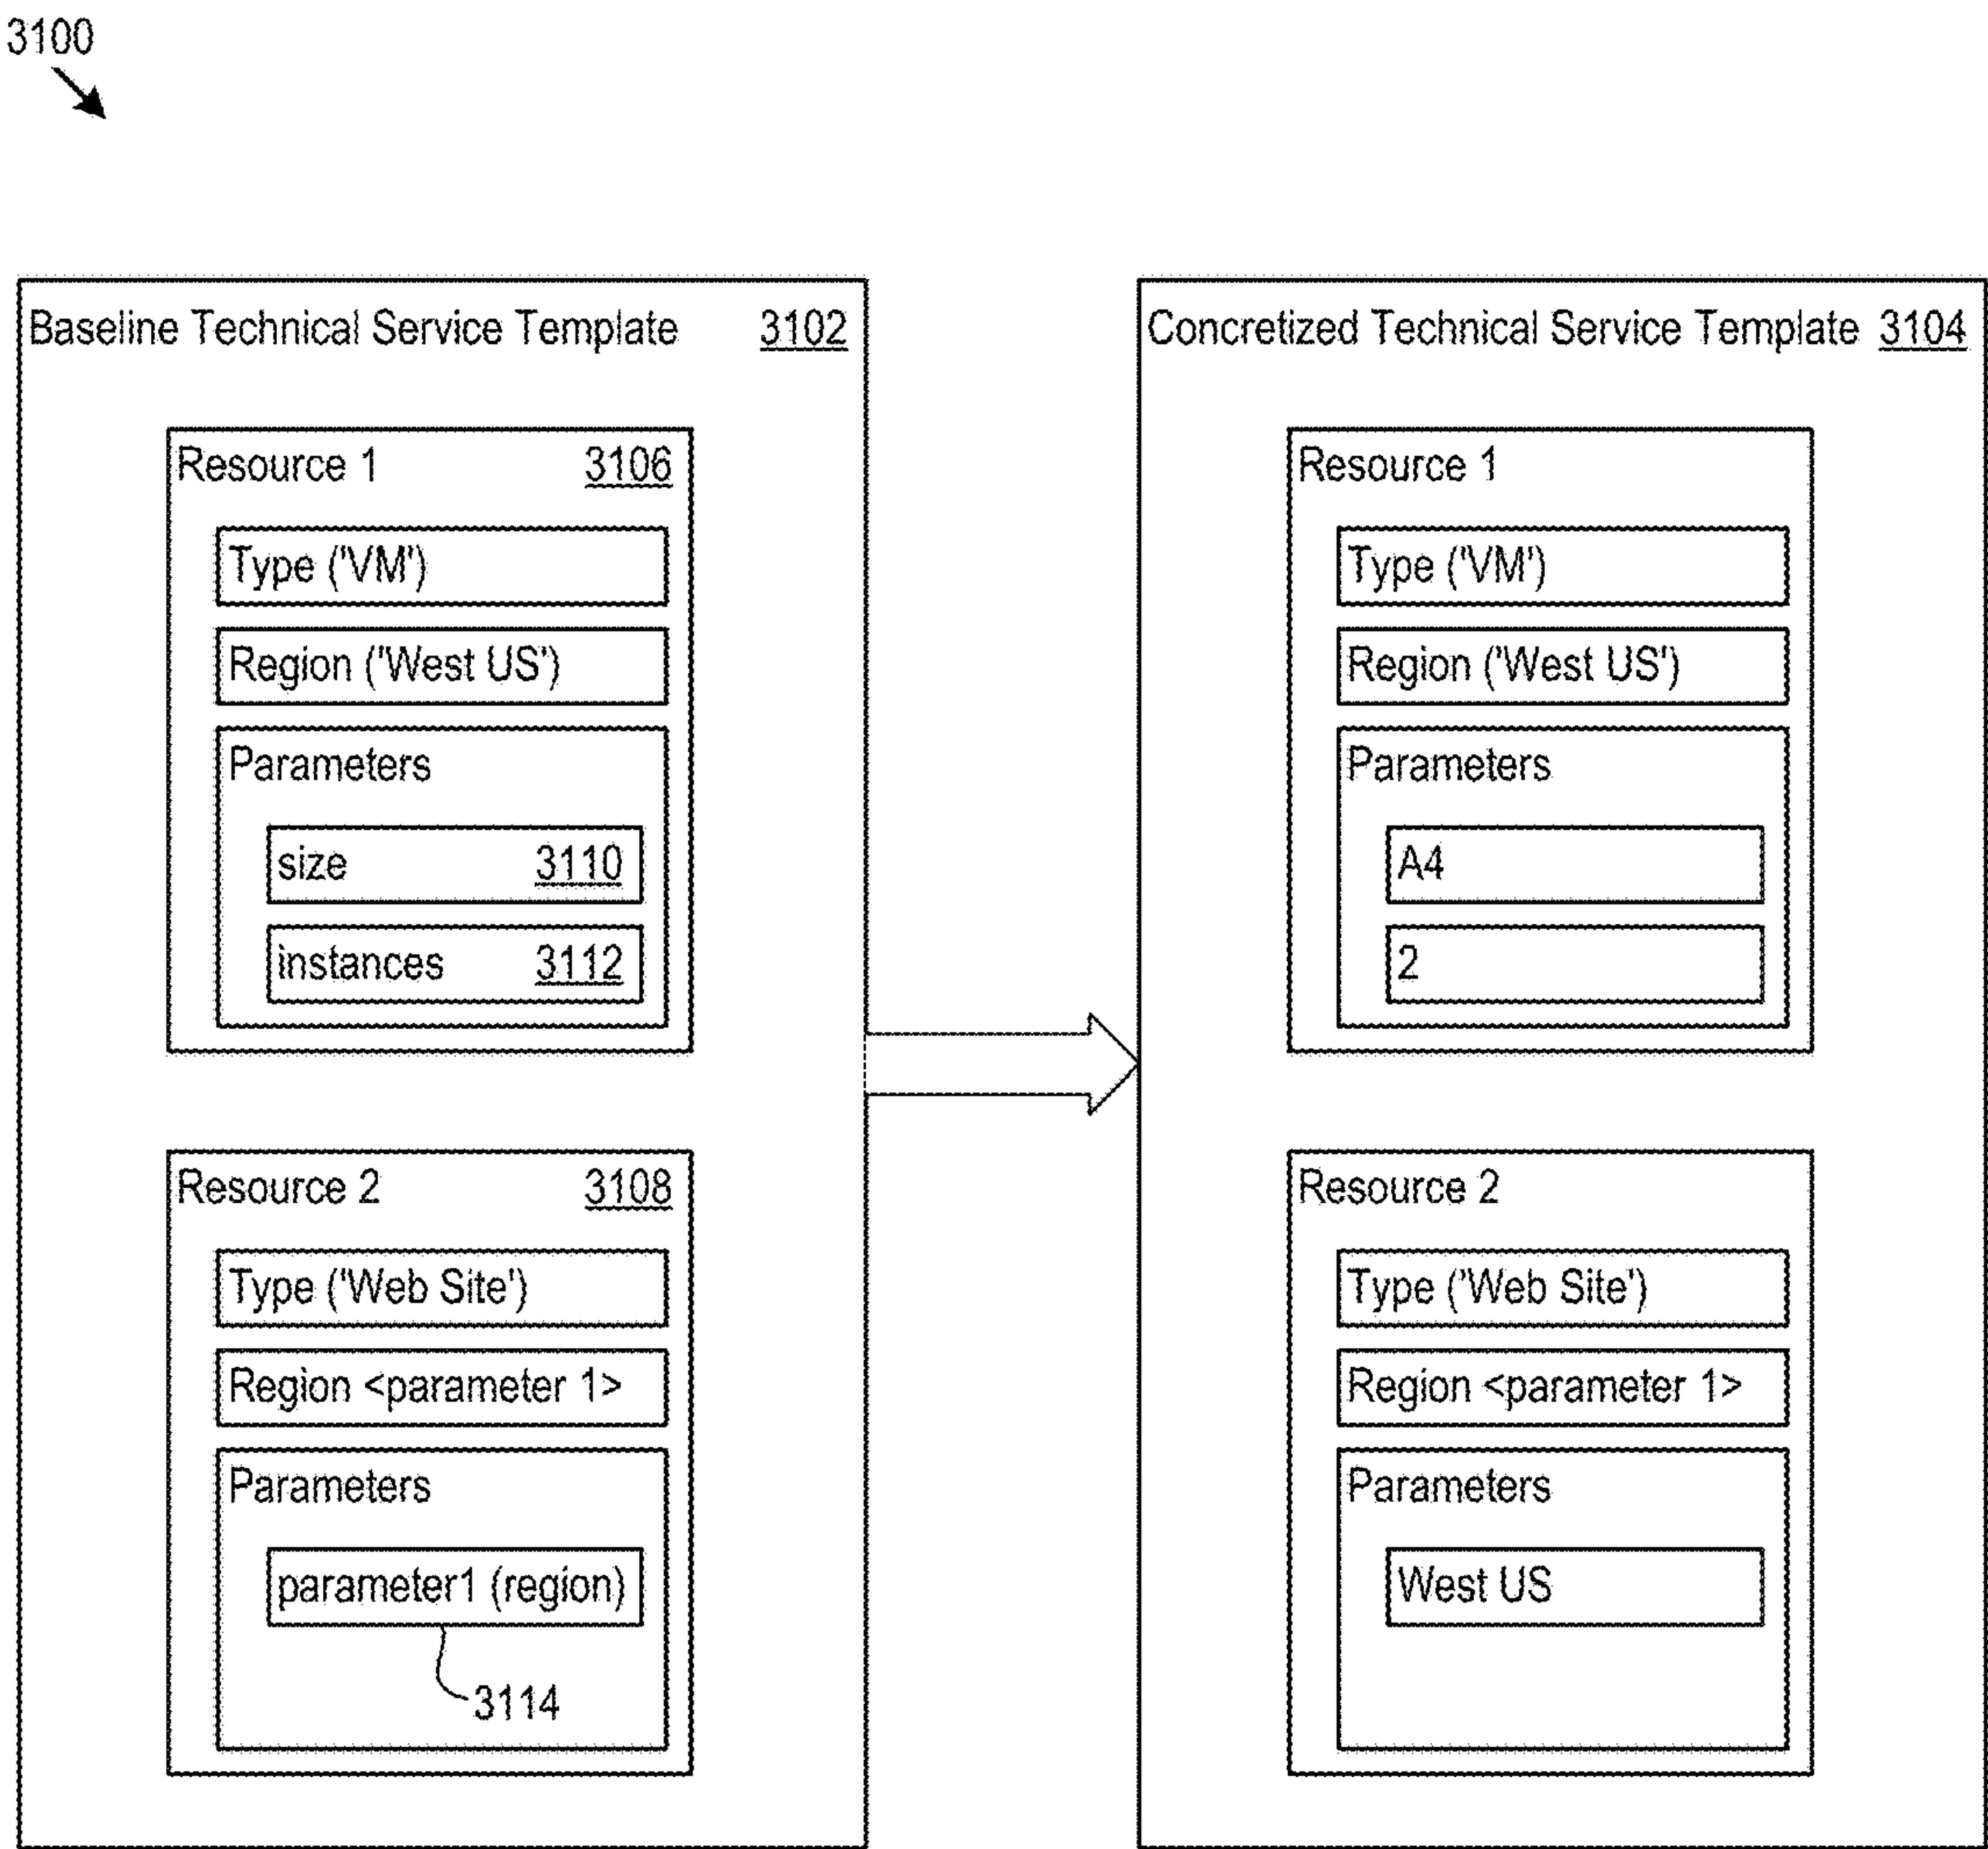 3100
Baseline Technical Service Template 3102
Resource 1 3106
Type ('VM')
Region ('West US')
Parameters
size 3110
instances 3112
Resource 2 3108
Type ('Web Site')
Region <parameter 1>
Parameters
parameter1 (region)
3114
Concretized Technical Service Template 3104
Resource 1
Type ('VM')
Region ('West US')
Parameters
A4
2
Resource 2
Type ('Web Site')
Region <parameter 1>
Parameters
West US